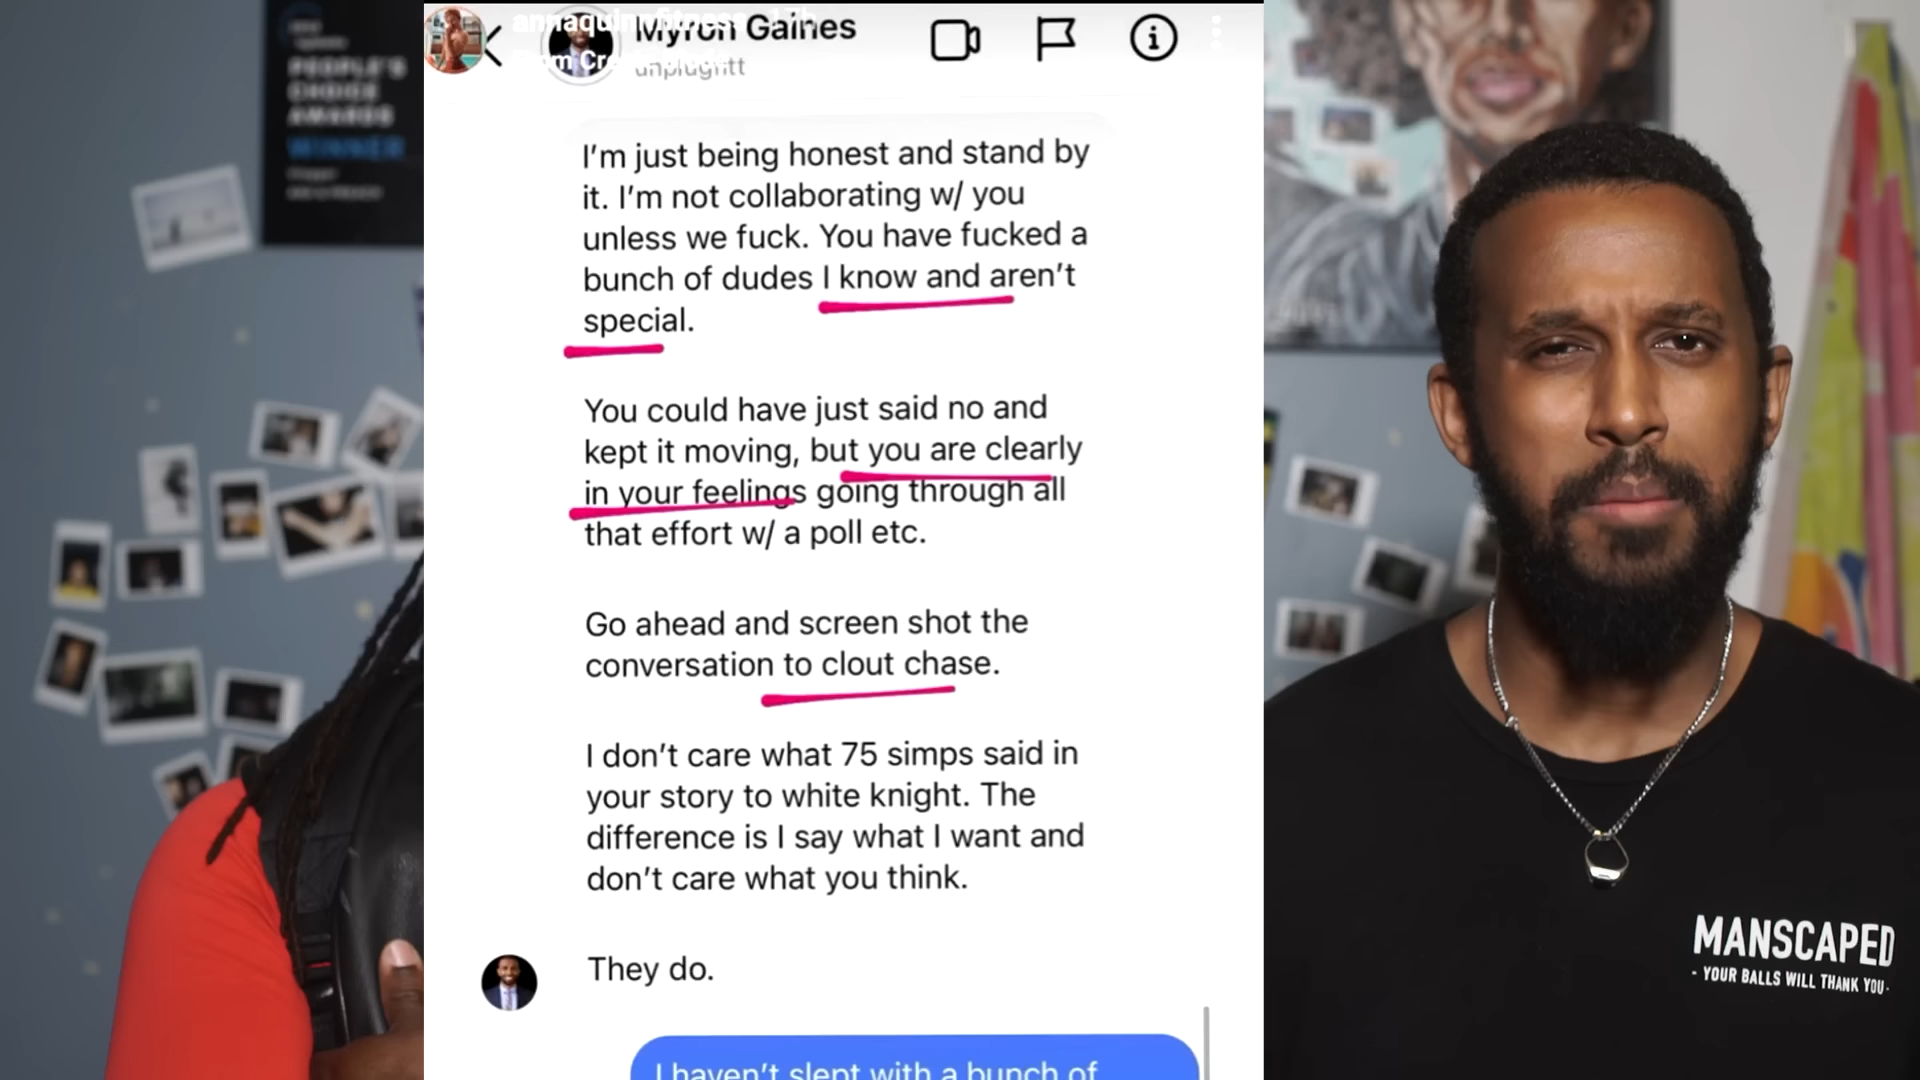 PEOPLE'S
CHOICE
AWARDS
WINNER
Myron Gaines
unplugfit
I'm just being honest and stand by
it. I'm not collaborating w/ you
unless we fuck. You have fucked a
bunch of dudes I know and aren't
special.
You could have just said no and
kept it moving, but you are clearly
in your feelings going through all
that effort w/ a poll etc.
Go ahead and screen shot the
conversation to clout chase.
I don't care what 75 simps said in
your story to white knight. The
difference is I say what I want and
don't care what you think.
They do.
I haven't slept with a bunch of
MANSCAPED
- YOUR BALLS WILL THANK YOU -